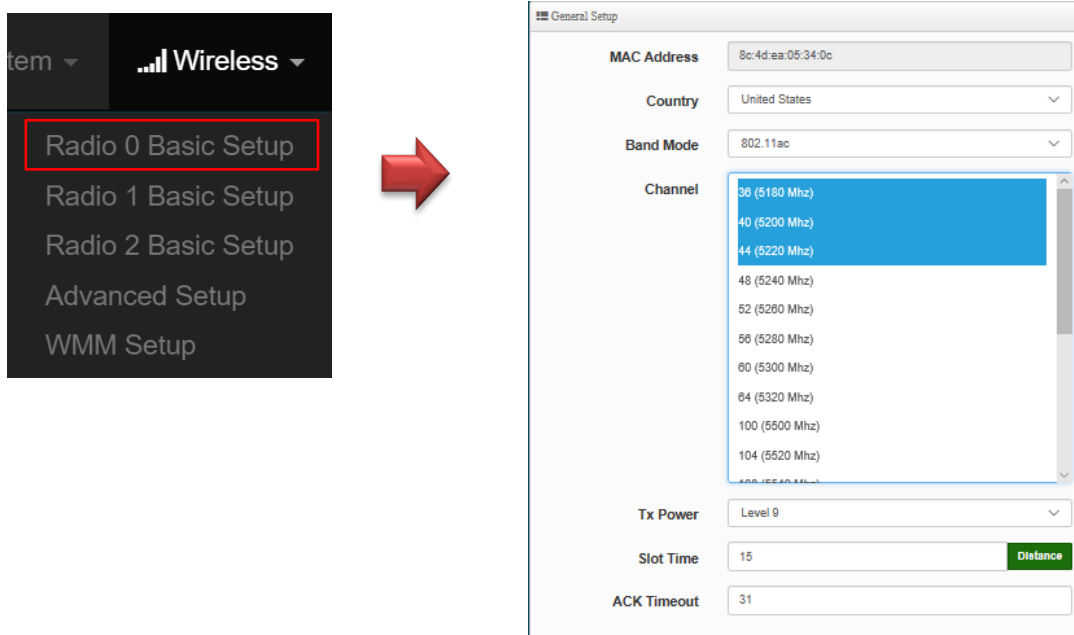 tem
Wireless
Radio 0 Basic Setup
Radio 1 Basic Setup
Radio 2 Basic Setup
Advanced Setup
WMM Setup
General Setup
MAC Address 8c:4d:ea:05:34:0c
Country United States
Band Mode 802.11ac
Channel
36 (5180 Mhz)
40 (5200 Mhz)
44 (5220 Mhz)
48 (5240 Mhz)
52 (5260 Mhz)
56 (5280 Mhz)
60 (5300 Mhz)
64 (5320 Mhz)
100 (5500 Mhz)
104 (5520 Mhz)
108 (5540 Mhz)
Tx Power Level 9
Slot Time 15 Distance
ACK Timeout 31